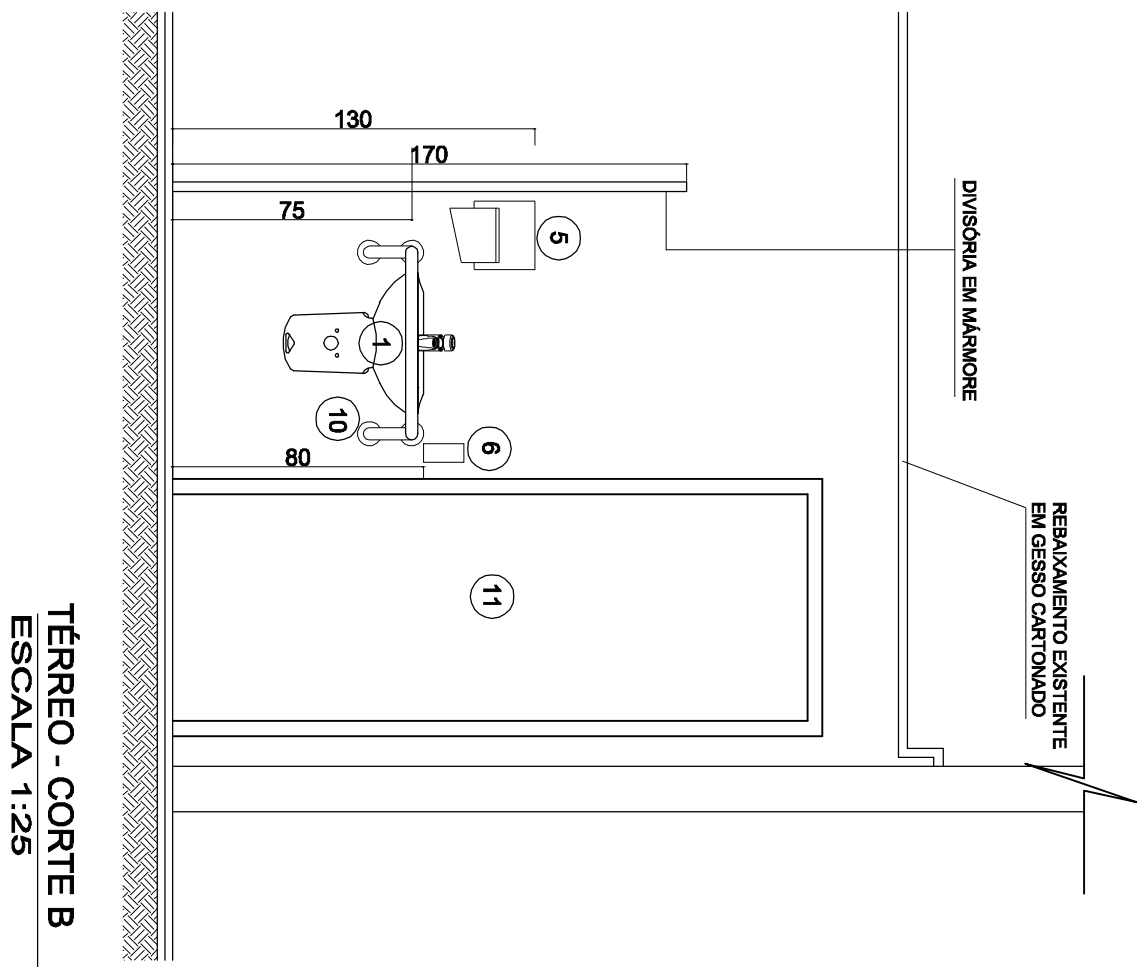 REBAIXAMENTO EXISTENTE
EM GESSO CARTONADO
DIVISÓRIA EM MÁRMORE
130
170
75
80
5
1
10
6
11
TÉRREO - CORTE B
ESCALA 1:25